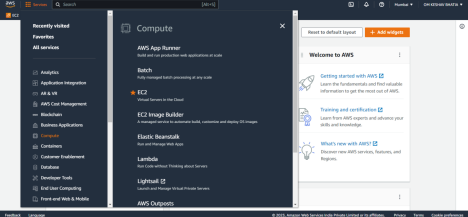 aws
Services
Search
[Alt+S]
Mumbai
OM KESHAV BHATIA
EC2
Recently visited
Favorites
All services
Analytics
Application Integration
AR & VR
AWS Cost Management
Blockchain
Business Applications
Compute
Containers
Customer Enablement
Database
Developer Tools
End User Computing
Front-end Web & Mobile
Compute
AWS App Runner
Build and run production web applications at scale
Batch
Fully managed batch processing at any scale
EC2
Virtual Servers in the Cloud
EC2 Image Builder
A managed service to automate build, customize and deploy OS images
Elastic Beanstalk
Run and Manage Web Apps
Lambda
Run Code without Thinking about Servers
Lightsail
Launch and Manage Virtual Private Servers
AWS Outposts
Reset to default layout
+ Add widgets
Welcome to AWS
Getting started with AWS
Learn the fundamentals and find valuable
information to get the most out of AWS.
Training and certification
Learn from AWS experts and advance your
skills and knowledge.
What's new with AWS?
Discover new AWS services, features, and
Regions.
Feedback
Language
© 2023, Amazon Web Services India Private Limited or its affiliates.
Privacy
Terms
Cookie preferences